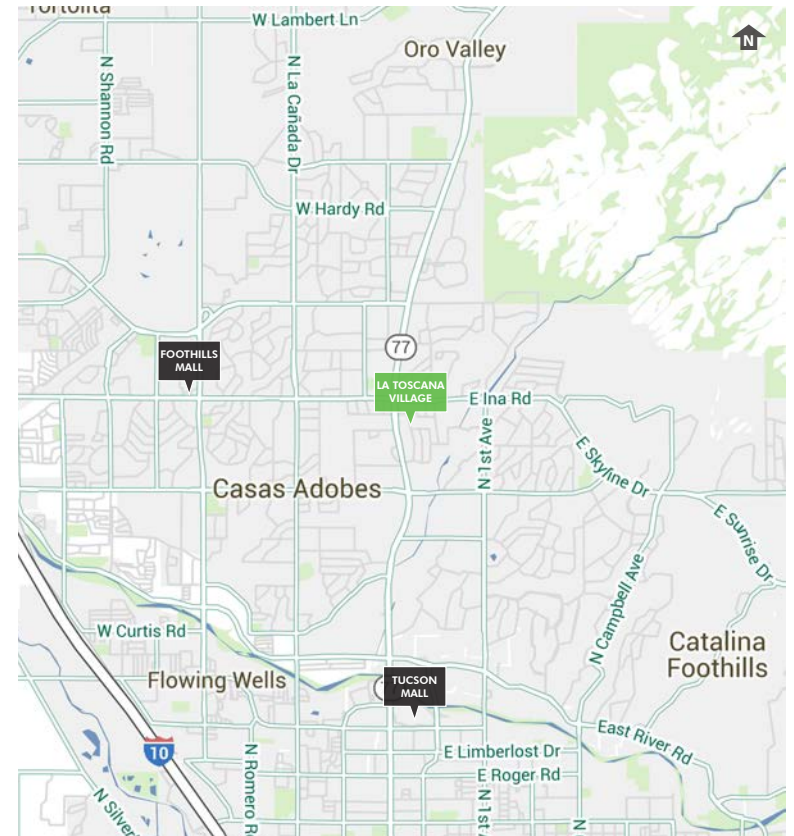 Tortolita
W Lambert Ln
Oro Valley
N
N Shannon Rd
N La Cañada Dr
W Hardy Rd
77
FOOTHILLS
MALL
LA TOSCANA
VILLAGE
E Ina Rd
N 1st Ave
E Skyline Dr
Casas Adobes
E Sunrise Dr
N Campbell Ave
W Curtis Rd
Catalina
Foothills
Flowing Wells
TUCSON
MALL
10
East River Rd
E Limberlost Dr
E Roger Rd
N Romero Rd
N Silver
N 1st
N